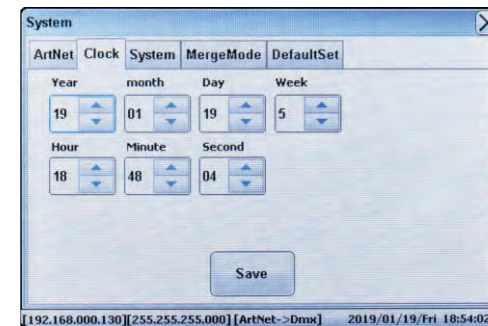 System X
ArtNet Clock System MergeMode DefaultSet
Year month Day Week
19 01 19 5
Hour Minute Second
18 48 04
Save
[192.168.000.130][255.255.255.000] [ArtNet->Dmx] 2019/01/19/Fri 18:54:02